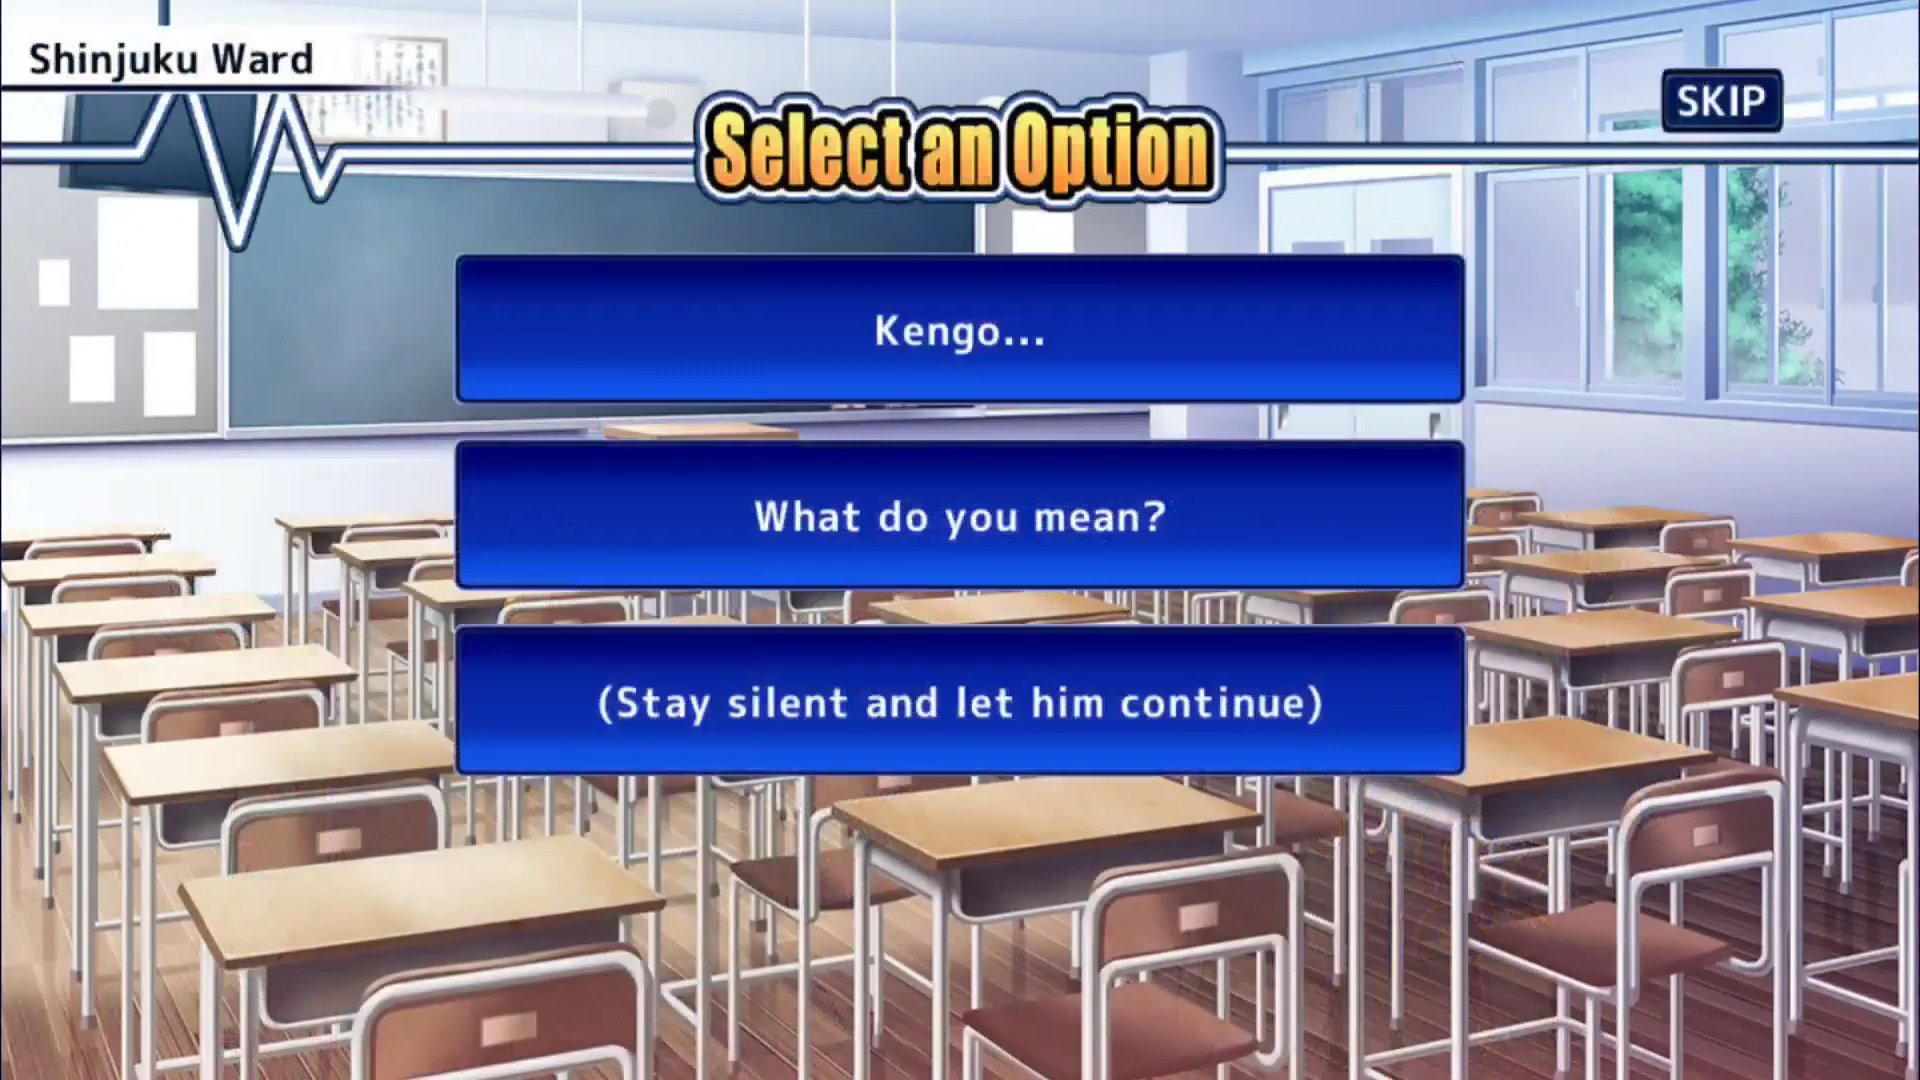 Shinjuku Ward
SKIP
Select an Option
Kengo...
What do you mean?
(Stay silent and let him continue)